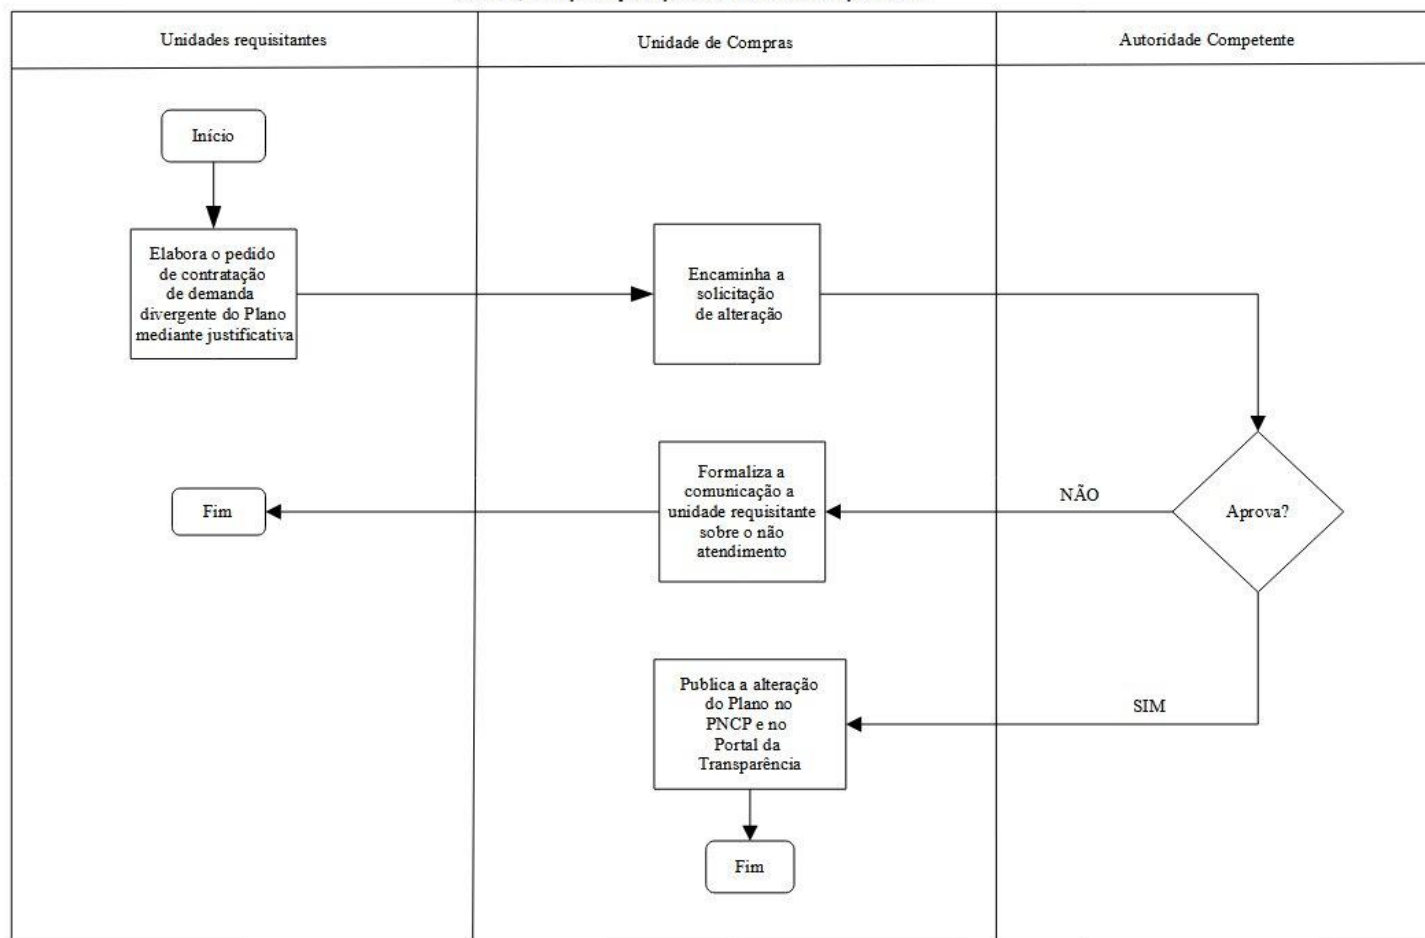 Unidades requisitantes
Unidade de Compras
Autoridade Competente
Início
Elabora o pedido
de contratação
de demanda
divergente do Plano
mediante justificativa
Encaminha a
solicitação
de alteração
Aprova?
NÃO
Formaliza a
comunicação a
unidade requisitante
sobre o não
atendimento
Fim
SIM
Publica a alteração
do Plano no
PNCP e no
Portal da
Transparência
Fim